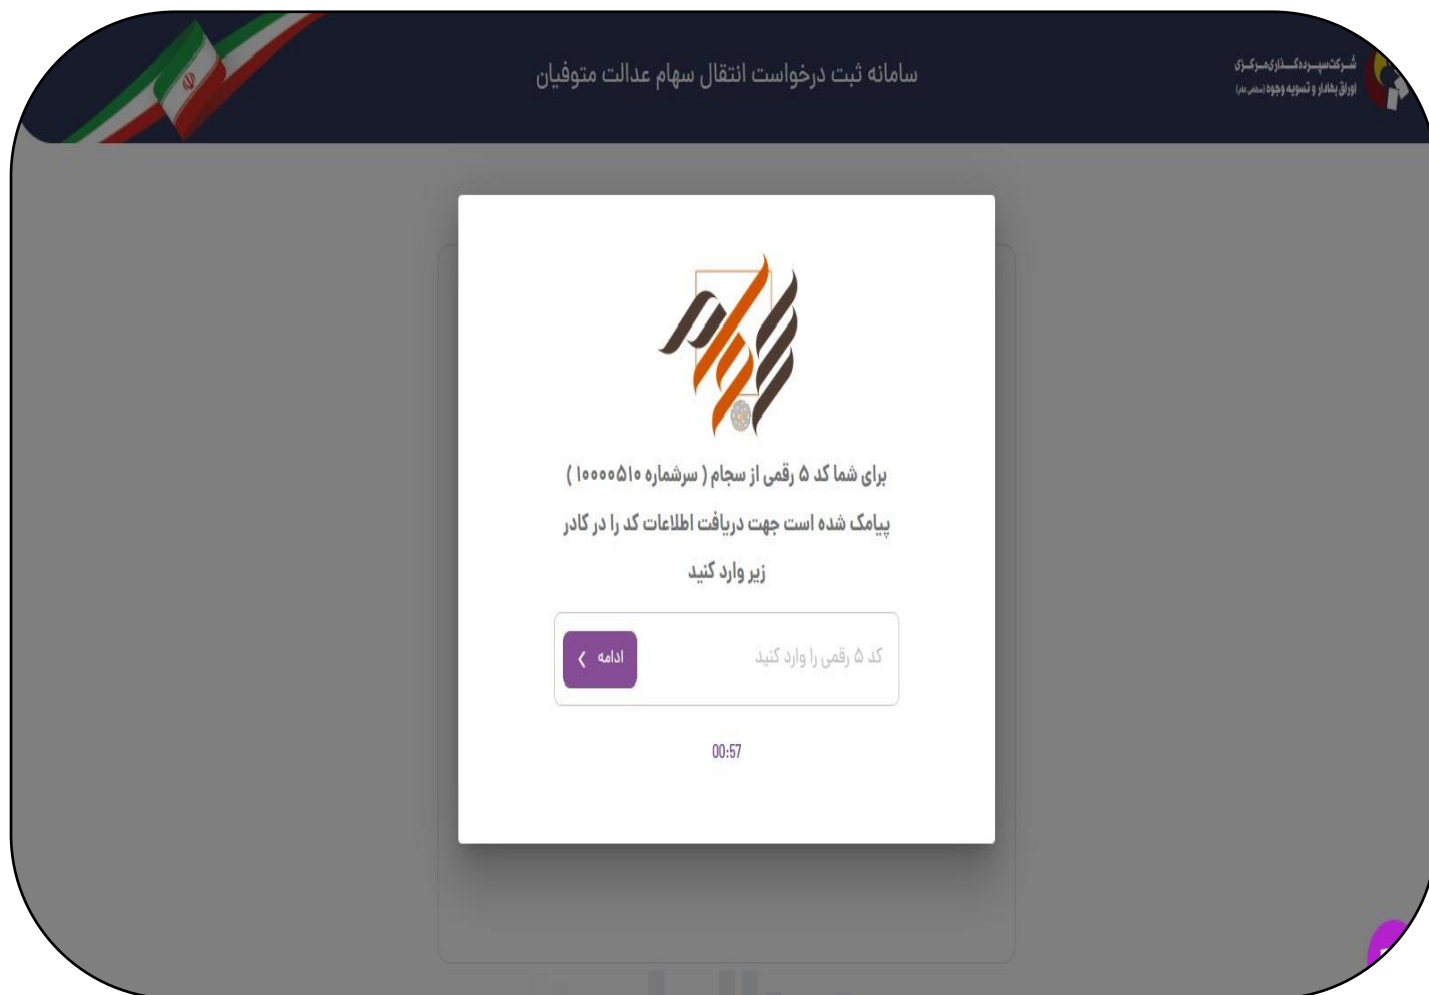 شرکت سپرده‌گذاری مرکزی
اوراق بهادار و تسویه وجوه (سهامی عام)
سامانه ثبت درخواست انتقال سهام عدالت متوفیان
برای شما کد ۵ رقمی از سجام ( سرشماره ۱۰۰۰۰۵۱۰ )
پیامک شده است جهت دریافت اطلاعات کد را در کادر
زیر وارد کنید
کد ۵ رقمی را وارد کنید
ادامه
00:57